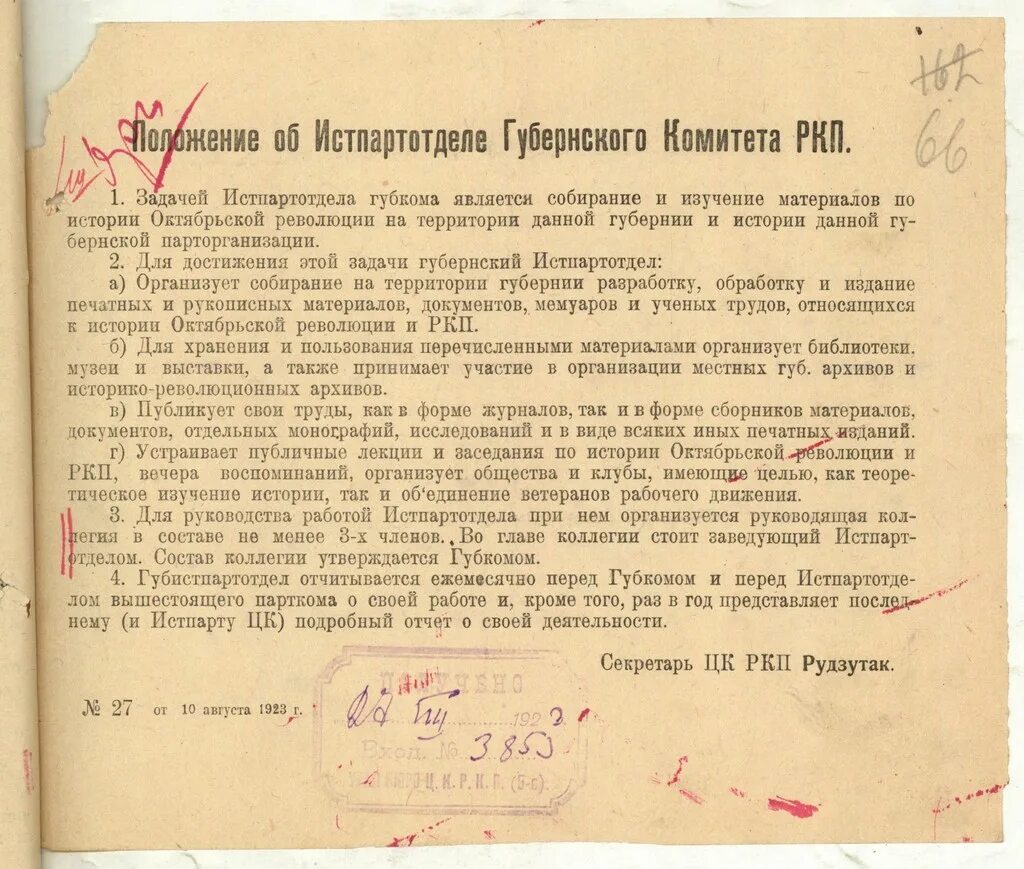 162
66
Положение об Истпартотделе Губернского Комитета РКП.
1. Задачей Истпартотдела губкома является собирание и изучение материалов по
истории Октябрьской революции на территории данной губернии и истории данной гу-
бернской парторганизации.
2. Для достижения этой задачи губернский Истпартотдел:
а) Организует собирание на территории губернии разработку, обработку и издание
печатных и рукописных материалов, документов, мемуаров и ученых трудов, относящихся
к истории Октябрьской революции и РКП.
б) Для хранения и пользования перечисленными материалами организует библиотеки,
музеи и выставки, а также принимает участие в организации местных губ. архивов и
историко-революционных архивов.
в) Публикует свои труды, как в форме журналов, так и в форме сборников материалов,
документов, отдельных монографий, исследований и в виде всяких иных печатных изданий.
г) Устраивает публичные лекции и заседания по истории Октябрьской революции и
РКП, вечера воспоминаний, организует общества и клубы, имеющие целью, как теоре-
тическое изучение истории, так и об'единение ветеранов рабочего движения.
3. Для руководства работой Истпартотдела при нем организуется руководящая кол-
легия в составе не менее 3-х членов. Во главе коллегии стоит заведующий Истпарт-
отделом. Состав коллегии утверждается Губкомом.
4. Губистпартотдел отчитывается ежемесячно перед Губкомом и перед Истпартотде-
лом вышестоящего парткома о своей работе и, кроме того, раз в год представляет послед-
нему (и Истпарту ЦК) подробный отчет о своей деятельности.
Секретарь ЦК РКП Рудзутак.
№ 27 от 10 августа 1923 г.
Получено
27 VIII 1923 г.
Вход. № 3853
Ц. К. Р. К. П. (б-в).